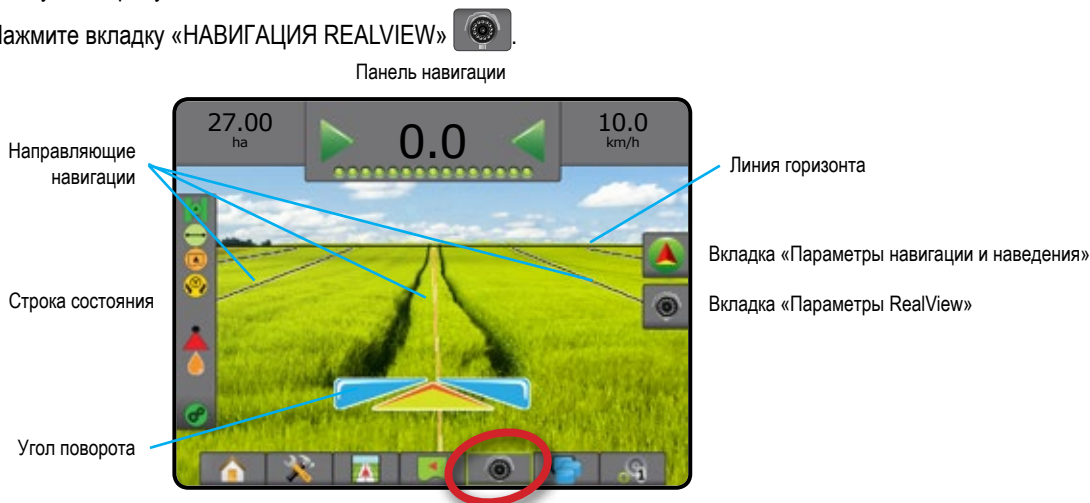 Нажмите вкладку «НАВИГАЦИЯ REALVIEW» .
Панель навигации
27.00
ha
0.0
10.0
km/h
Направляющие
навигации
Линия горизонта
Вкладка «Параметры навигации и наведения»
Строка состояния
Вкладка «Параметры RealView»
Угол поворота
1